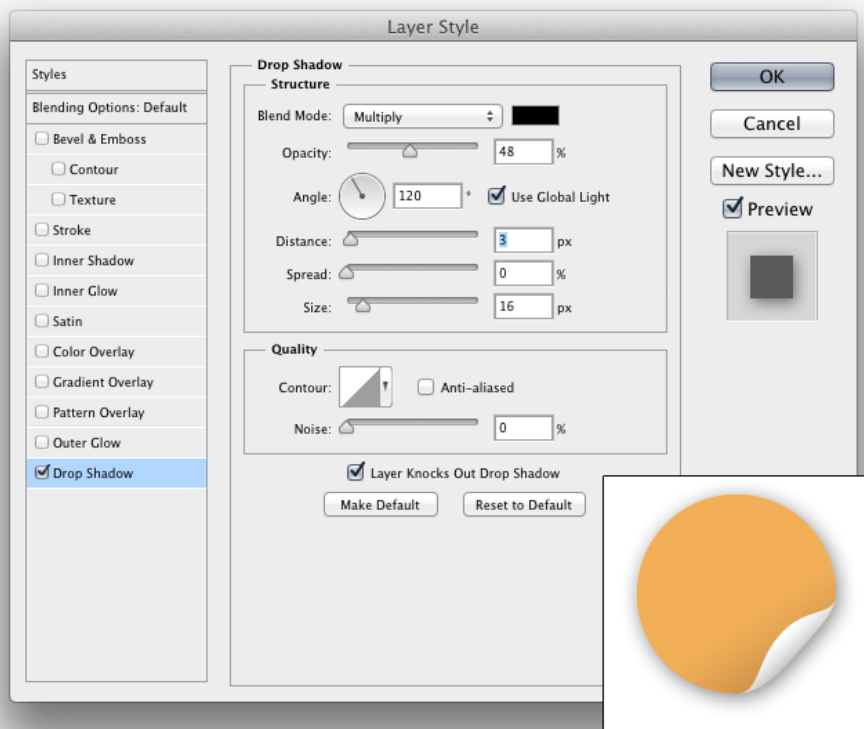 Layer Style
Styles
Blending Options: Default
Bevel & Emboss
Contour
Texture
Stroke
Inner Shadow
Inner Glow
Satin
Color Overlay
Gradient Overlay
Pattern Overlay
Outer Glow
Drop Shadow
Drop Shadow
Structure
Blend Mode: Multiply
Opacity: 48 %
Angle: 120 ° Use Global Light
Distance: 3 px
Spread: 0 %
Size: 16 px
Quality
Contour: Anti-aliased
Noise: 0 %
Layer Knocks Out Drop Shadow
Make Default Reset to Default
OK
Cancel
New Style...
Preview